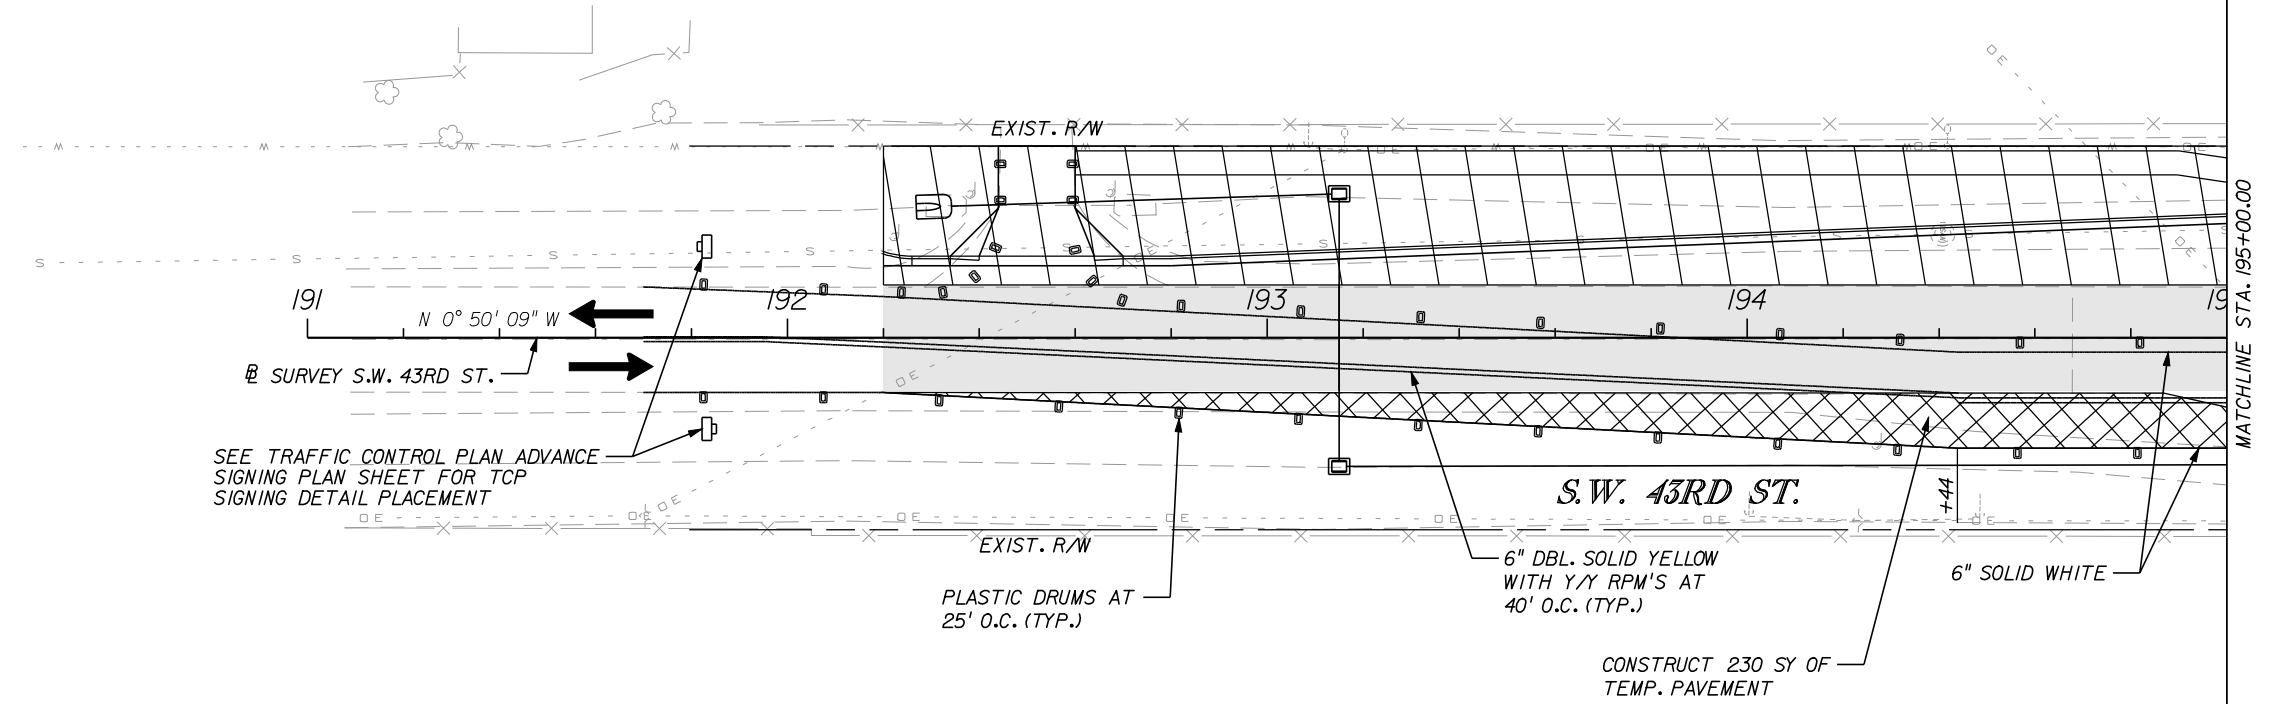 EXIST. R/W
191
192
193
194
19
N 0° 50' 09" W
BL SURVEY S.W. 43RD ST.
SEE TRAFFIC CONTROL PLAN ADVANCE
SIGNING PLAN SHEET FOR TCP
SIGNING DETAIL PLACEMENT
EXIST. R/W
PLASTIC DRUMS AT
25' O.C. (TYP.)
S.W. 43RD ST.
6" DBL. SOLID YELLOW
WITH Y/Y RPM'S AT
40' O.C. (TYP.)
+44
6" SOLID WHITE
CONSTRUCT 230 SY OF
TEMP. PAVEMENT
MATCHLINE STA. 195+00.00